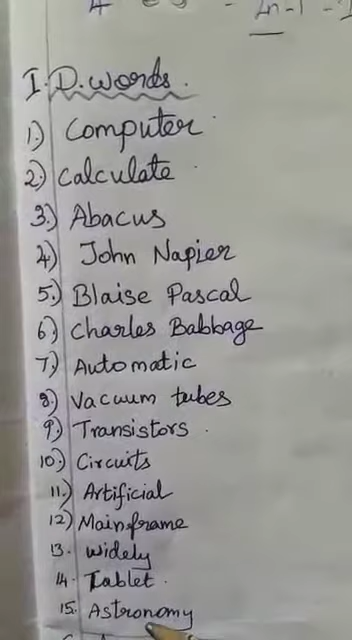 I. D. words.
1) Computer
2) Calculate
3.) Abacus
4) John Napier
5.) Blaise Pascal
6.) Charles Babbage
7.) Automatic
8.) Vacuum tubes
9.) Transistors.
10.) Circuits
11.) Artificial
12) Mainframe
13. Widely
14. Tablet.
15. Astronomy